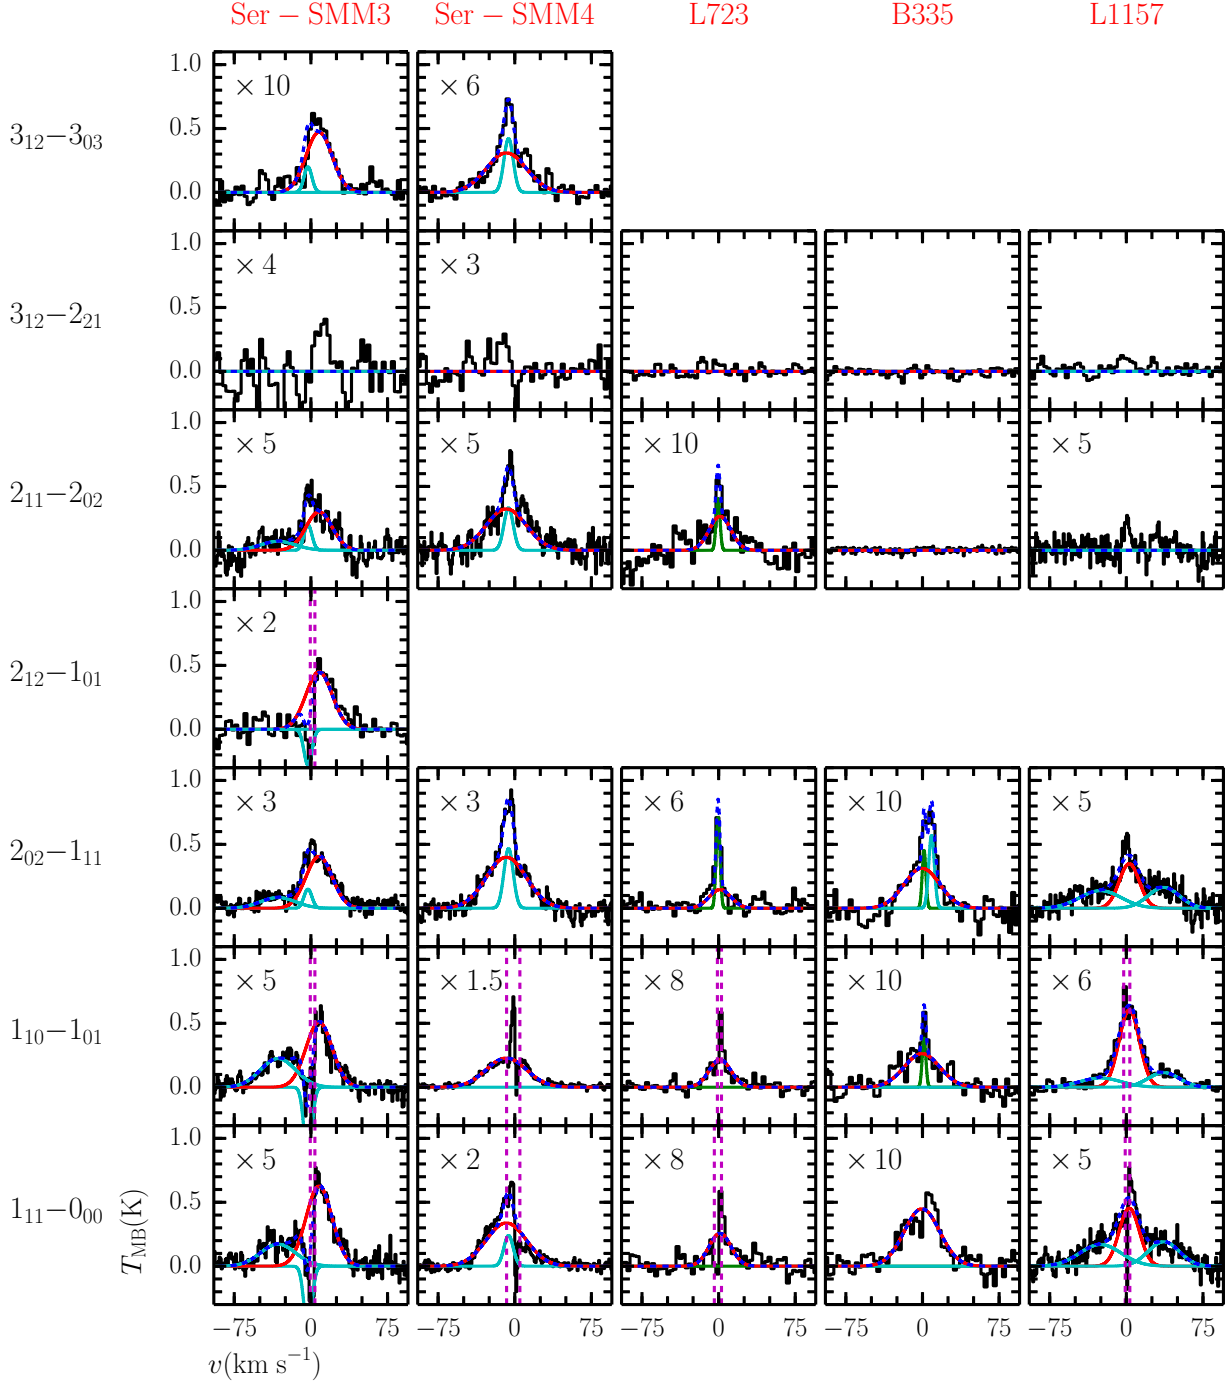 Ser − SMM3 Ser − SMM4 L723 B335 L1157
3₁₂−3₀₃ 1.0 0.5 0.0 × 10 × 6
3₁₂−2₂₁ 1.0 0.5 0.0 × 4 × 3
2₁₁−2₀₂ 1.0 0.5 0.0 × 5 × 5 × 10 × 5
2₁₂−1₀₁ 1.0 0.5 0.0 × 2
2₀₂−1₁₁ 1.0 0.5 0.0 × 3 × 3 × 6 × 10 × 5
1₁₀−1₀₁ 1.0 0.5 0.0 × 5 × 1.5 × 8 × 10 × 6
1₁₁−0₀₀ 1.0 0.5 0.0 × 5 × 2 × 8 × 10 × 5
T_MB(K)
−75 0 75 −75 0 75 −75 0 75 −75 0 75 −75 0 75
v(km s⁻¹)